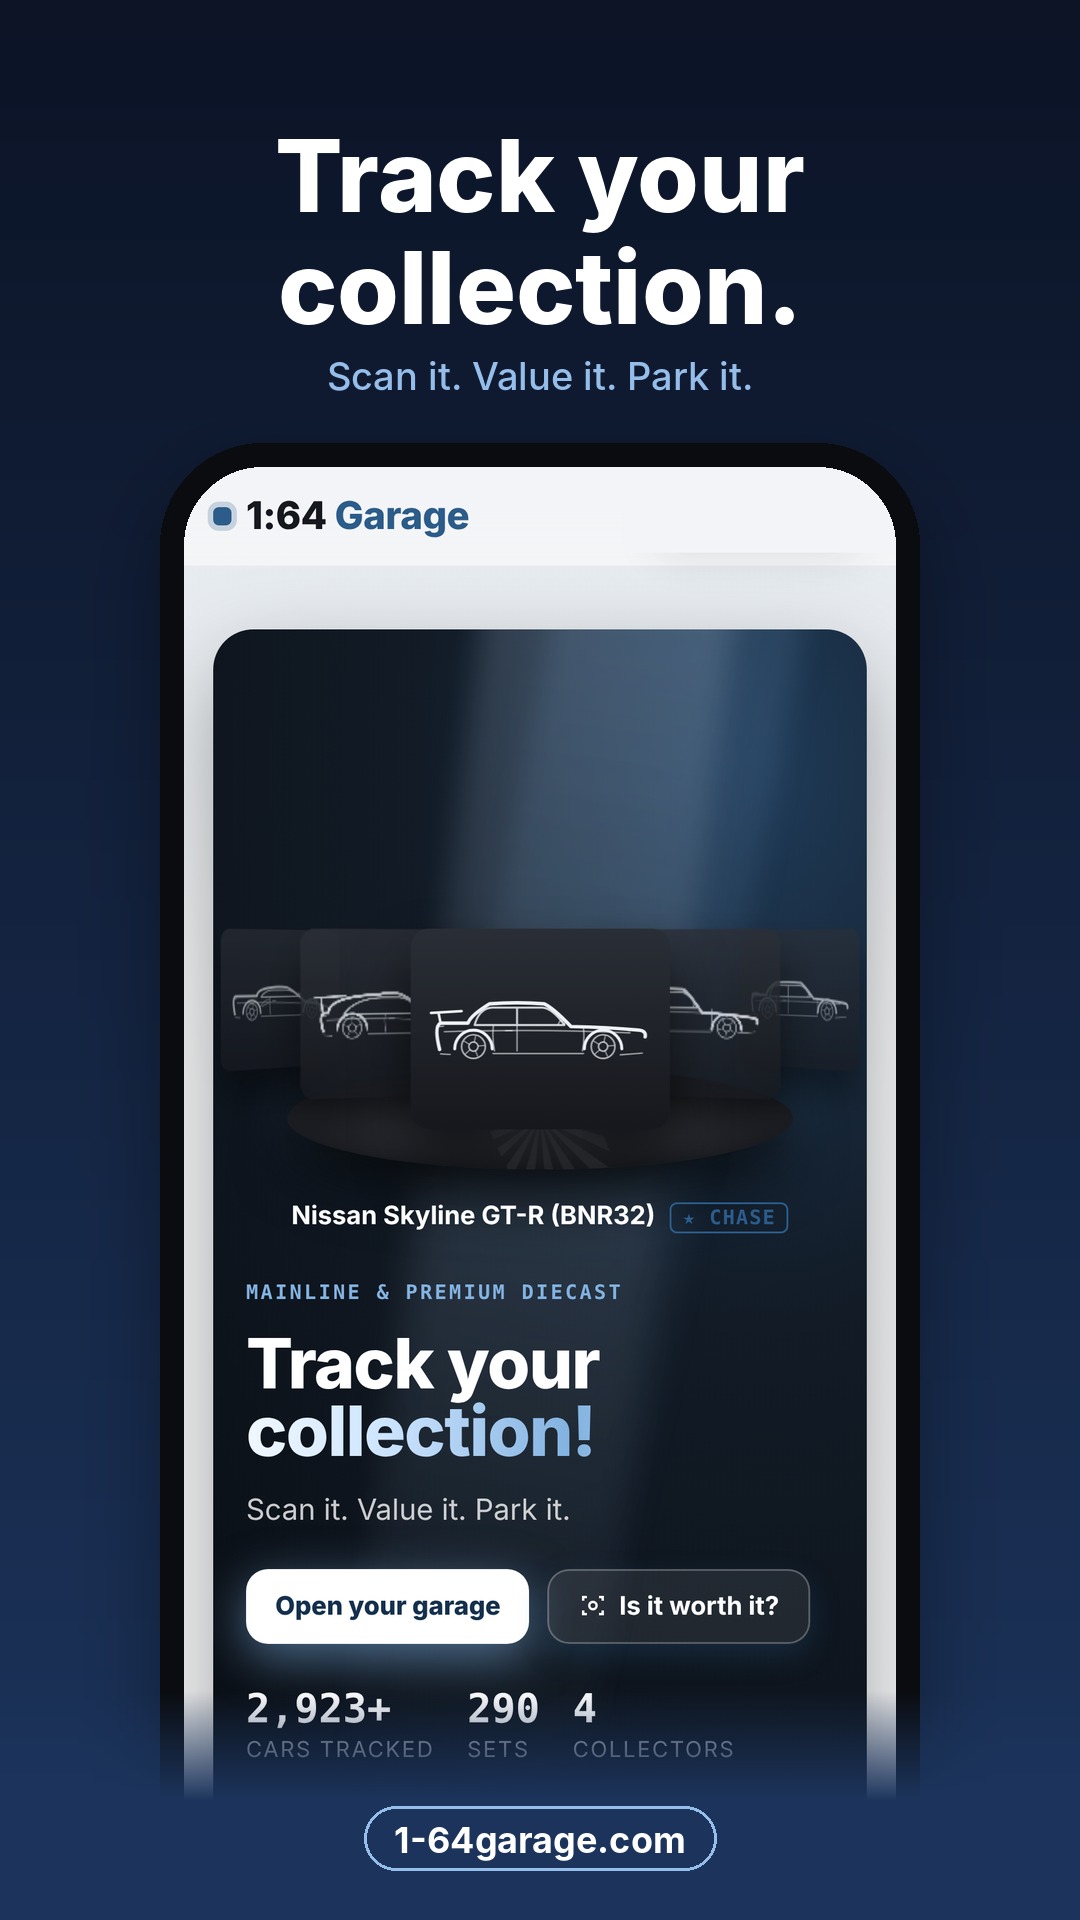 Track your
collection.
Scan it. Value it. Park it.
1:64 Garage
Nissan Skyline GT-R (BNR32) ★ CHASE
MAINLINE & PREMIUM DIECAST
Track your
collection!
Scan it. Value it. Park it.
Open your garage Is it worth it?
2,923+ 290 4
CARS TRACKED SETS COLLECTORS
1-64garage.com